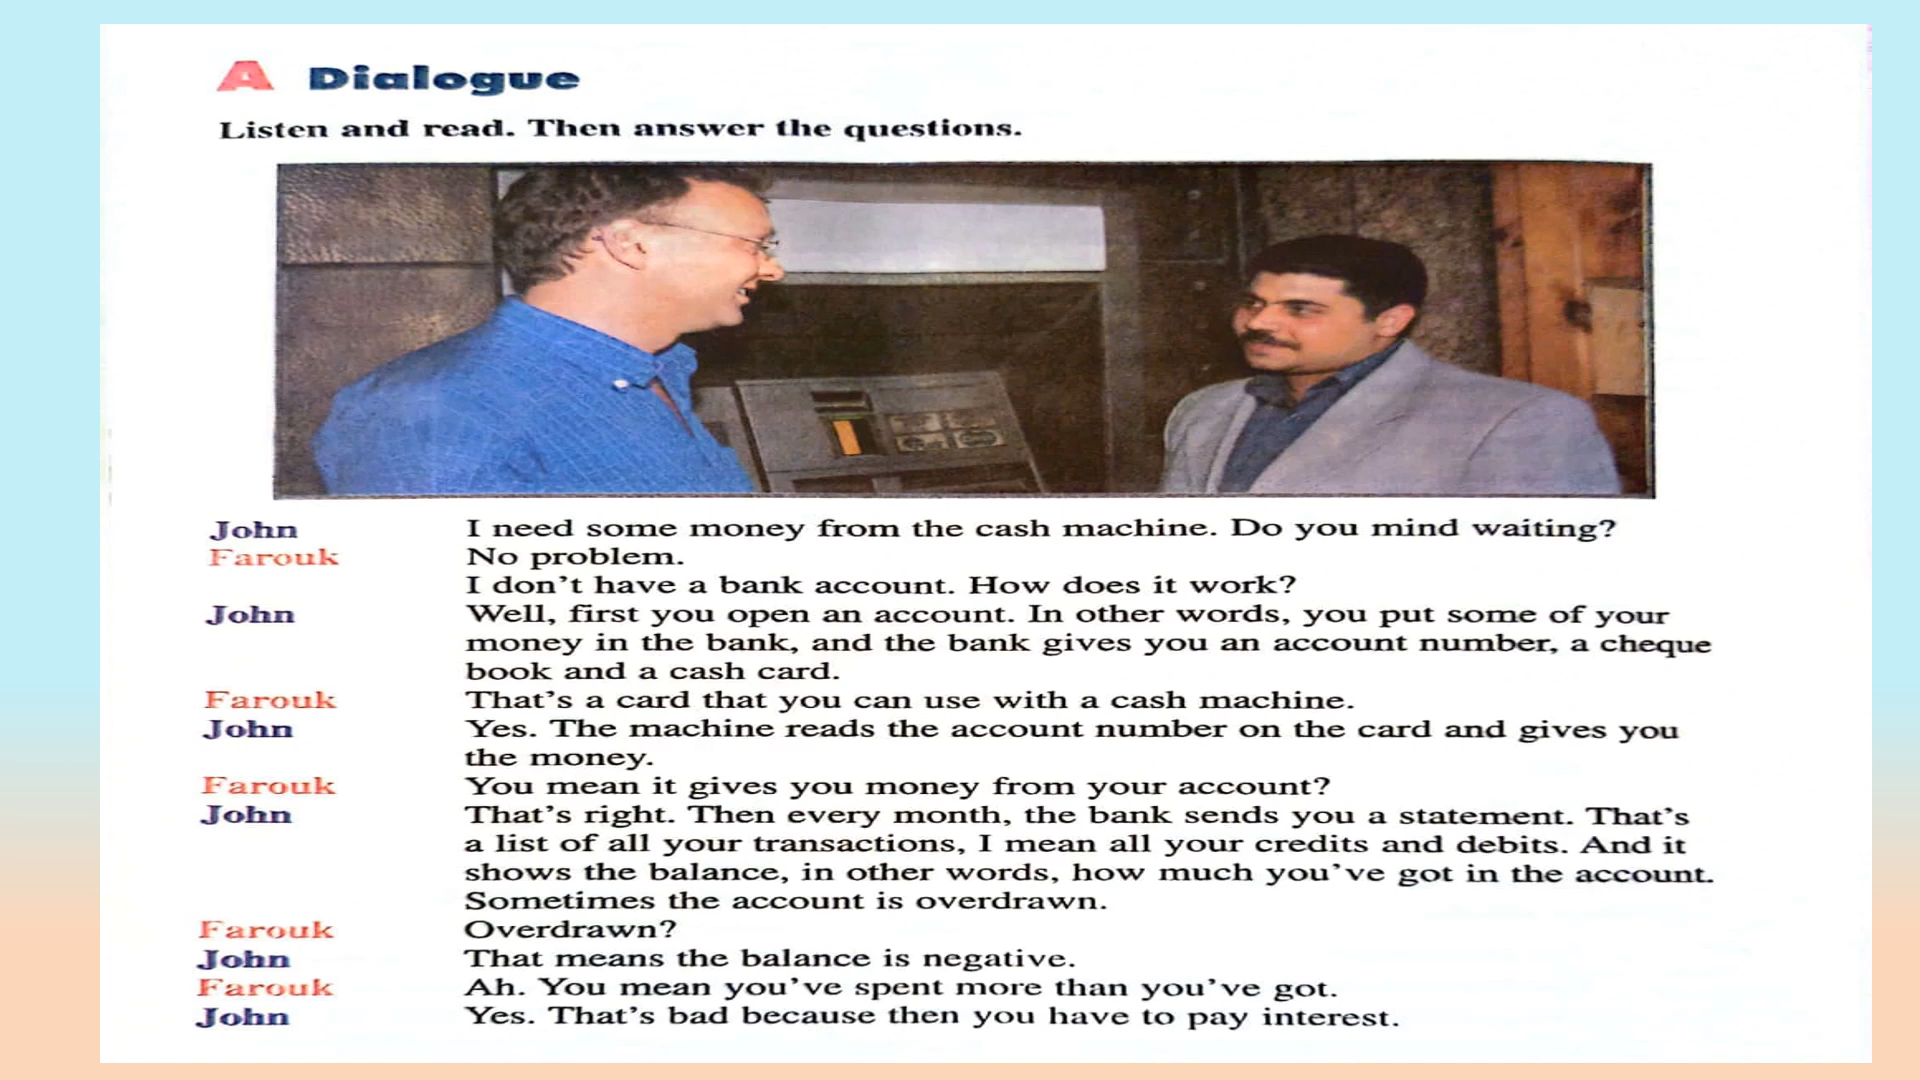 A Dialogue
Listen and read. Then answer the questions.
John I need some money from the cash machine. Do you mind waiting?
Farouk No problem.
I don't have a bank account. How does it work?
John Well, first you open an account. In other words, you put some of your
money in the bank, and the bank gives you an account number, a cheque
book and a cash card.
Farouk That's a card that you can use with a cash machine.
John Yes. The machine reads the account number on the card and gives you
the money.
Farouk You mean it gives you money from your account?
John That's right. Then every month, the bank sends you a statement. That's
a list of all your transactions, I mean all your credits and debits. And it
shows the balance, in other words, how much you've got in the account.
Sometimes the account is overdrawn.
Farouk Overdrawn?
John That means the balance is negative.
Farouk Ah. You mean you've spent more than you've got.
John Yes. That's bad because then you have to pay interest.